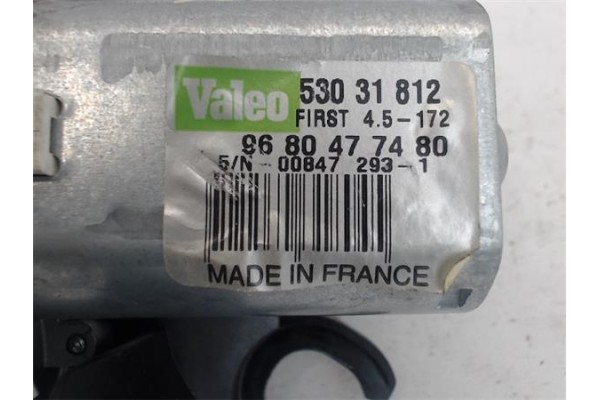 Valeo 530 31 812
FIRST 4.5-172
96 80 47 74 80
S/N 00847 293-1
MADE IN FRANCE